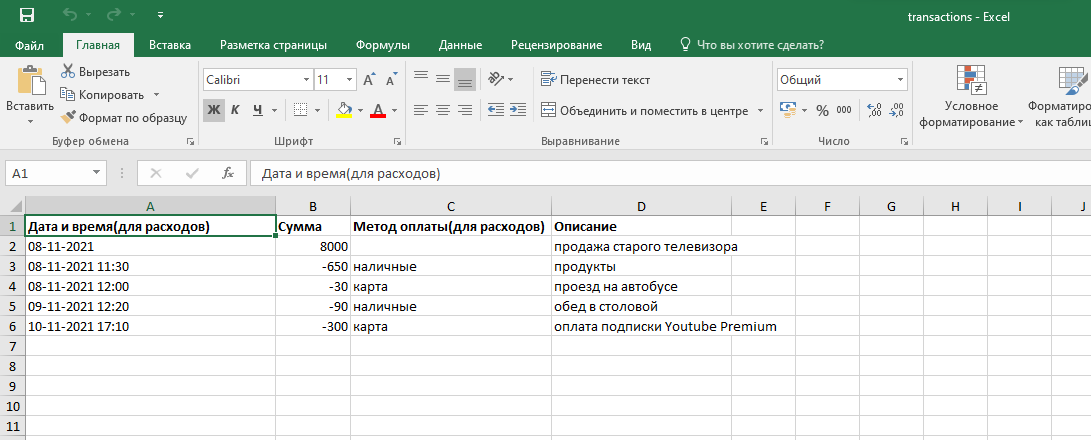 transactions - Excel
Файл Главная Вставка Разметка страницы Формулы Данные Рецензирование Вид Что вы хотите сделать?
Вставить
Вырезать
Копировать
Формат по образцу
Буфер обмена
Calibri 11
Ж К Ч
Шрифт
Перенести текст
Объединить и поместить в центре
Выравнивание
Общий
% 000
Число
Условное
форматирование
Форматиро
как таблиц
A1 fx Дата и время(для расходов)
A B C D E F G H I J
1 Дата и время(для расходов) Сумма Метод оплаты(для расходов) Описание
2 08-11-2021 8000 продажа старого телевизора
3 08-11-2021 11:30 -650 наличные продукты
4 08-11-2021 12:00 -30 карта проезд на автобусе
5 09-11-2021 12:20 -90 наличные обед в столовой
6 10-11-2021 17:10 -300 карта оплата подписки Youtube Premium
7
8
9
10
11